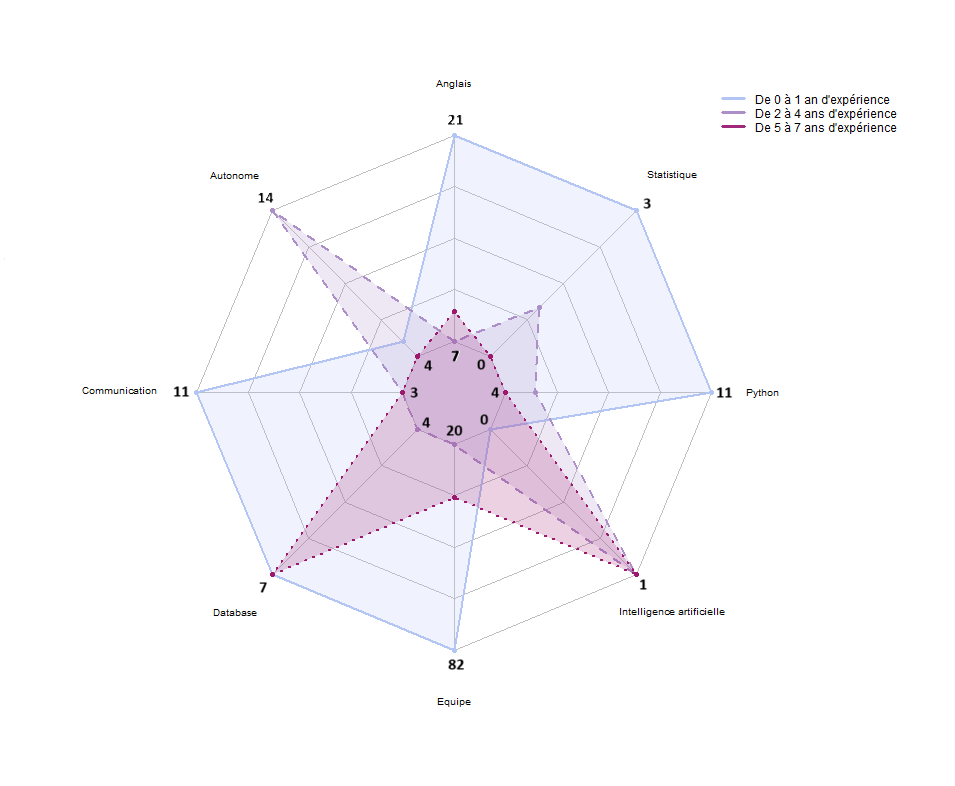 Anglais
De 0 à 1 an d'expérience
De 2 à 4 ans d'expérience
De 5 à 7 ans d'expérience
21
Autonome
Statistique
14
3
7
4
0
Communication
11
3
4
11
Python
4
0
20
7
1
Database
Intelligence artificielle
82
Equipe